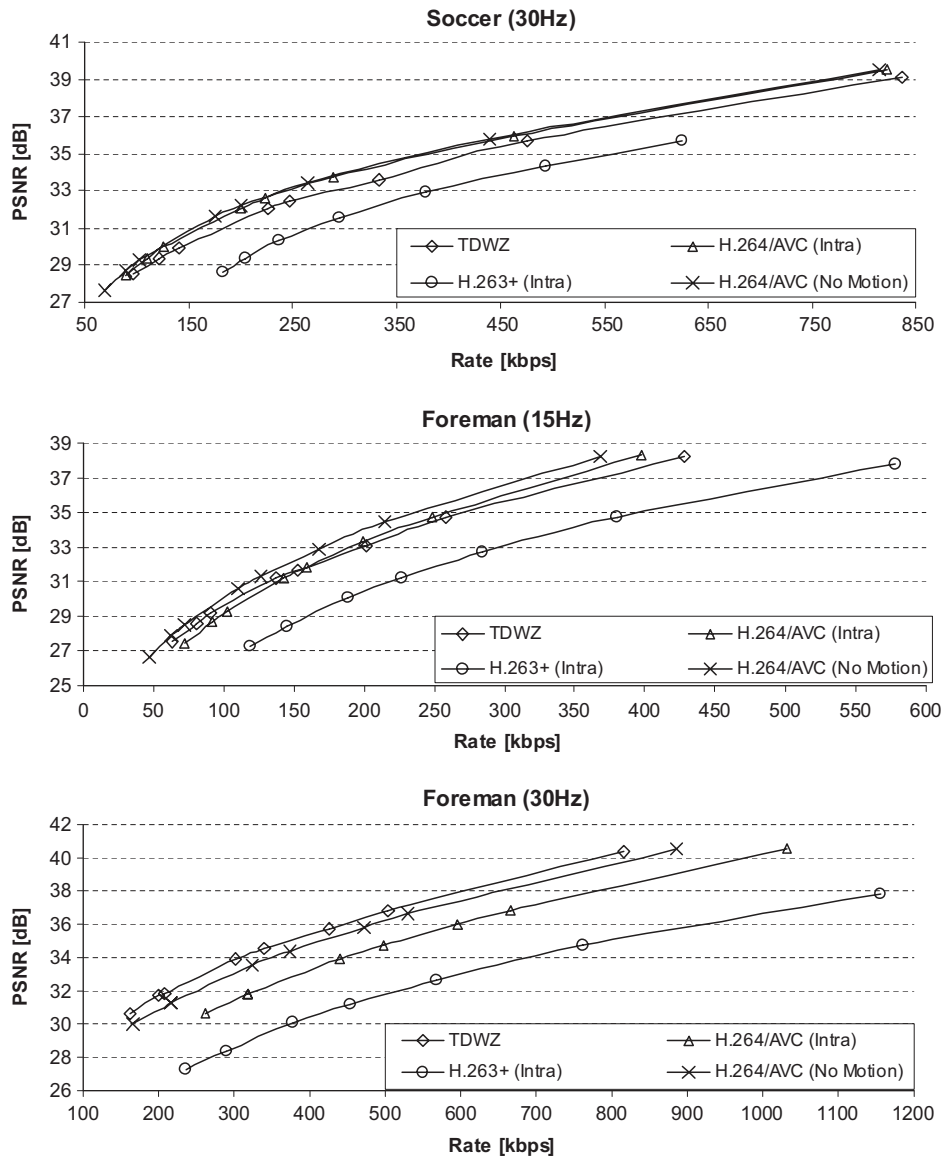 Soccer (30Hz)
41
39
37
35
33
31
29
27
PSNR [dB]
TDWZ
H.264/AVC (Intra)
H.263+ (Intra)
H.264/AVC (No Motion)
50 150 250 350 450 550 650 750 850
Rate [kbps]
Foreman (15Hz)
39
37
35
33
31
29
27
25
PSNR [dB]
TDWZ
H.264/AVC (Intra)
H.263+ (Intra)
H.264/AVC (No Motion)
0 50 100 150 200 250 300 350 400 450 500 550 600
Rate [kbps]
Foreman (30Hz)
42
40
38
36
34
32
30
28
26
PSNR [dB]
TDWZ
H.264/AVC (Intra)
H.263+ (Intra)
H.264/AVC (No Motion)
100 200 300 400 500 600 700 800 900 1000 1100 1200
Rate [kbps]